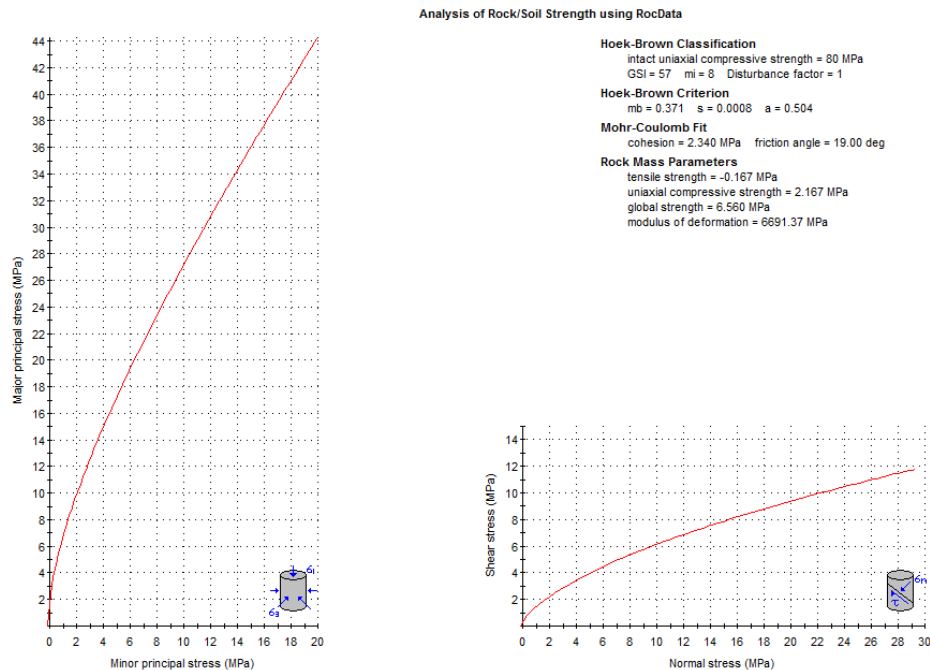 Analysis of Rock/Soil Strength using RocData
Hoek-Brown Classification
intact uniaxial compressive strength = 80 MPa
GSI = 57 mi = 8 Disturbance factor = 1
Hoek-Brown Criterion
mb = 0.371 s = 0.0008 a = 0.504
Mohr-Coulomb Fit
cohesion = 2.340 MPa friction angle = 19.00 deg
Rock Mass Parameters
tensile strength = -0.167 MPa
uniaxial compressive strength = 2.167 MPa
global strength = 6.560 MPa
modulus of deformation = 6691.37 MPa
Major principal stress (MPa)
44
42
40
38
36
34
32
30
28
26
24
22
20
18
16
14
12
10
8
6
4
2
0 2 4 6 8 10 12 14 16 18 20
Minor principal stress (MPa)
σ1
σ3
Shear stress (MPa)
14
12
10
8
6
4
2
0 2 4 6 8 10 12 14 16 18 20 22 24 26 28 30
Normal stress (MPa)
σn
τ